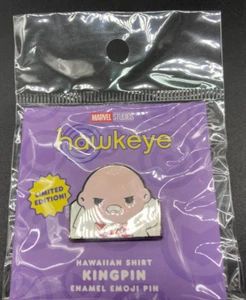 MARVEL STUDIOS
hawkeye
LIMITED
EDITION!
HAWAIIAN SHIRT
KINGPIN
ENAMEL EMOJI PIN